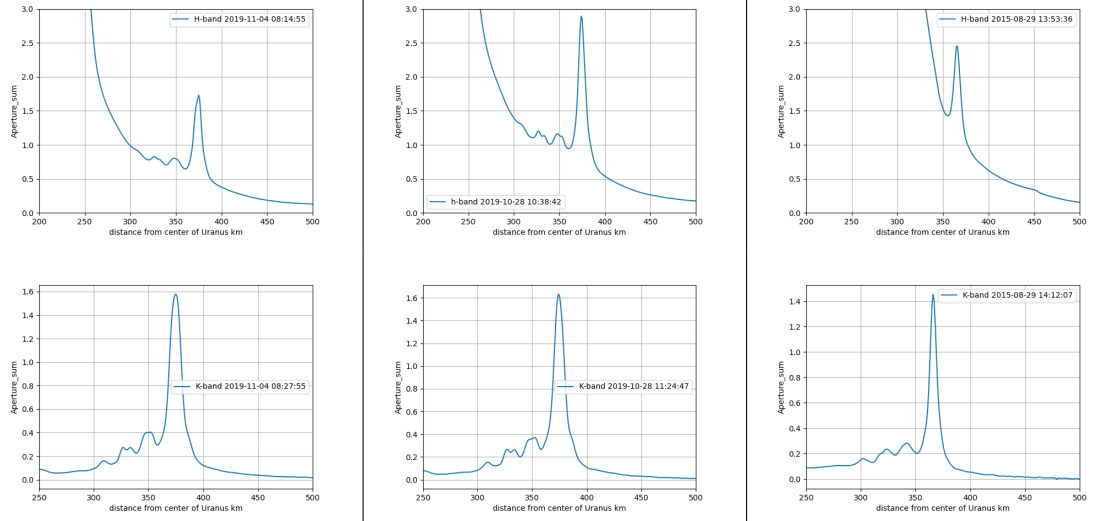 H-band 2019-11-04 08:14:55
Aperture_sum
3.0
2.5
2.0
1.5
1.0
0.5
0.0
200 250 300 350 400 450 500
distance from center of Uranus km
h-band 2019-10-28 10:38:42
Aperture_sum
3.0
2.5
2.0
1.5
1.0
0.5
0.0
200 250 300 350 400 450 500
distance from center of Uranus km
H-band 2015-08-29 13:53:36
Aperture_sum
3.0
2.5
2.0
1.5
1.0
0.5
0.0
200 250 300 350 400 450 500
distance from center of Uranus km
K-band 2019-11-04 08:27:55
Aperture_sum
1.6
1.4
1.2
1.0
0.8
0.6
0.4
0.2
0.0
250 300 350 400 450 500
distance from center of Uranus km
K-band 2019-10-28 11:24:47
Aperture_sum
1.6
1.4
1.2
1.0
0.8
0.6
0.4
0.2
0.0
250 300 350 400 450 500
distance from center of Uranus km
K-band 2015-08-29 14:12:07
Aperture_sum
1.4
1.2
1.0
0.8
0.6
0.4
0.2
0.0
250 300 350 400 450 500
distance from center of Uranus km